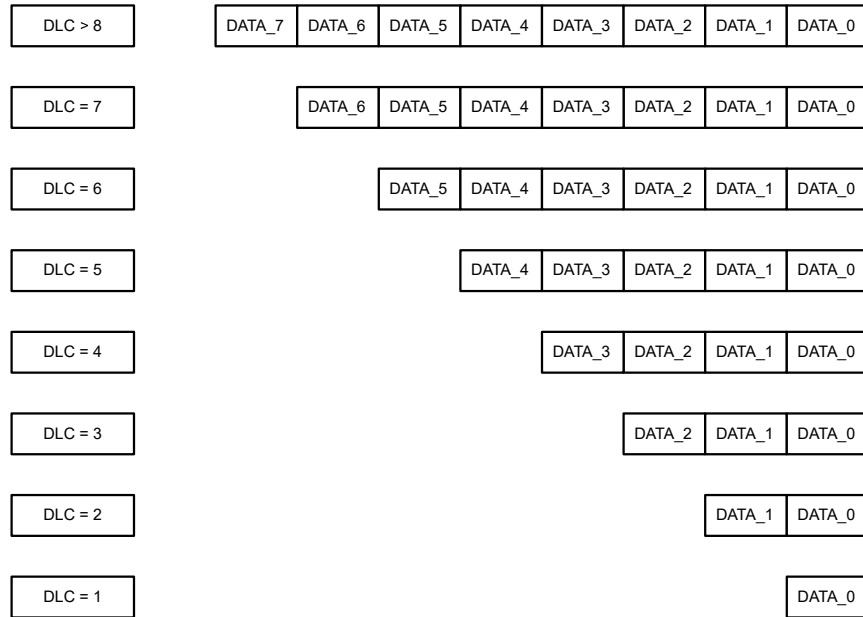 DLC > 8 DATA_7 DATA_6 DATA_5 DATA_4 DATA_3 DATA_2 DATA_1 DATA_0
DLC = 7 DATA_6 DATA_5 DATA_4 DATA_3 DATA_2 DATA_1 DATA_0
DLC = 6 DATA_5 DATA_4 DATA_3 DATA_2 DATA_1 DATA_0
DLC = 5 DATA_4 DATA_3 DATA_2 DATA_1 DATA_0
DLC = 4 DATA_3 DATA_2 DATA_1 DATA_0
DLC = 3 DATA_2 DATA_1 DATA_0
DLC = 2 DATA_1 DATA_0
DLC = 1 DATA_0